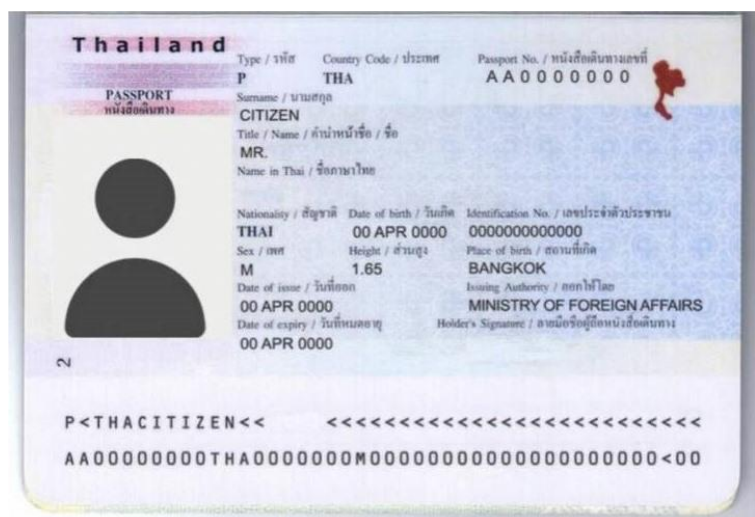 Thailand
PASSPORT
หนังสือเดินทาง
Type / รหัส Country Code / ประเทศ Passport No. / หนังสือเดินทางเลขที่
P THA AA0000000
Surname / นามสกุล
CITIZEN
Title / Name / คำนำหน้าชื่อ / ชื่อ
MR.
Name in Thai / ชื่อภาษาไทย
Nationality / สัญชาติ Date of birth / วันเกิด Identification No. / เลขประจำตัวประชาชน
THAI 00 APR 0000 0000000000000
Sex / เพศ Height / ส่วนสูง Place of birth / สถานที่เกิด
M 1.65 BANGKOK
Date of issue / วันที่ออก Issuing Authority / ออกให้โดย
00 APR 0000 MINISTRY OF FOREIGN AFFAIRS
Date of expiry / วันที่หมดอายุ Holder's Signature / ลายมือชื่อผู้ถือหนังสือเดินทาง
00 APR 0000
2
P<THACITIZEN<< <<<<<<<<<<<<<<<<<<<<<<<<<<
AA00000000THA0000000M00000000000000000000000<00